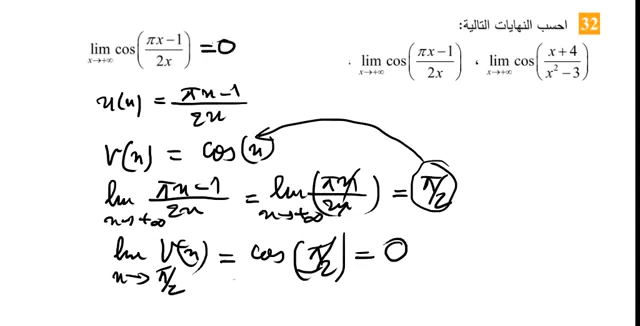 32 احسب النهايات التالية:
lim_{x→+∞} cos((x+4)/(x²−3)) ، lim_{x→+∞} cos((πx−1)/(2x)) ،
lim_{x→+∞} cos((πx−1)/(2x)) = 0
u(x) = (πx−1)/(2x)
V(x) = cos(x)
lim_{x→+∞} (πx−1)/(2x) = lim_{x→+∞} (πx/2x) = π/2
lim_{x→π/2} V(x) = cos(π/2) = 0